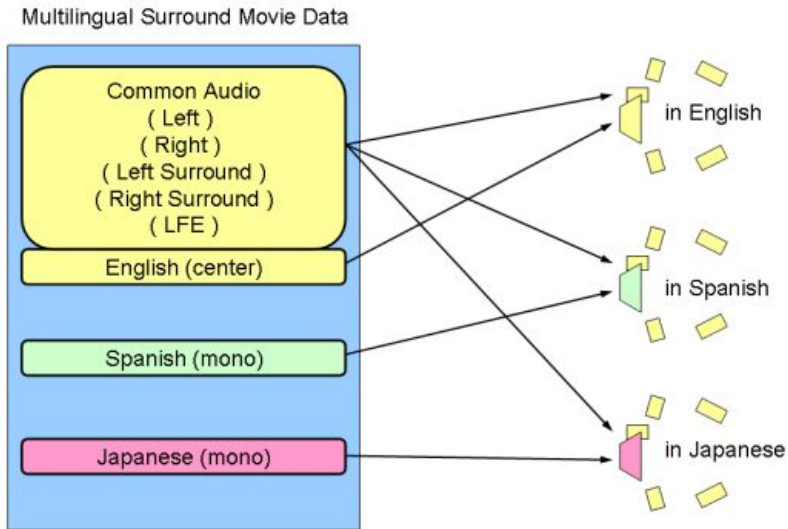 Multilingual Surround Movie Data
Common Audio
( Left )
( Right )
( Left Surround )
( Right Surround )
( LFE )
English (center)
Spanish (mono)
Japanese (mono)
in English
in Spanish
in Japanese